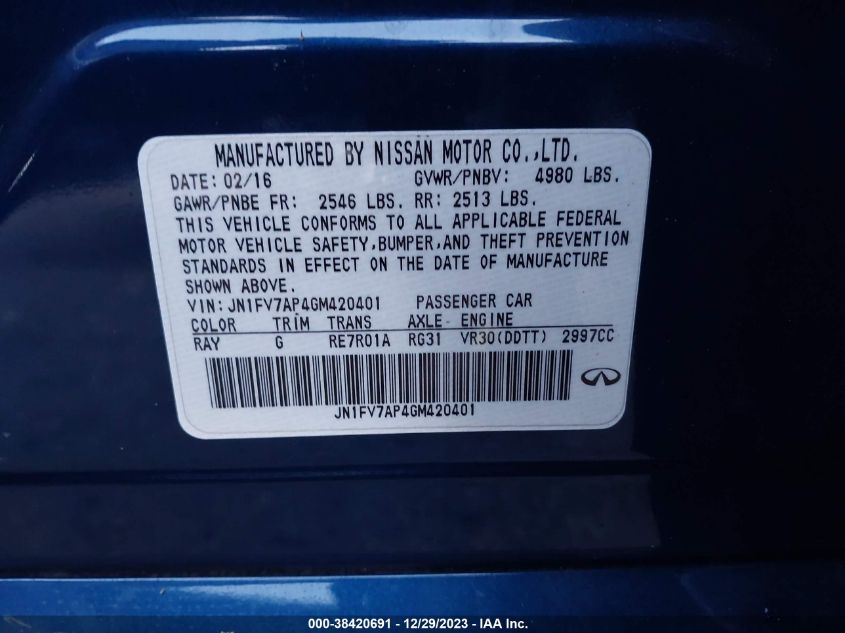 MANUFACTURED BY NISSAN MOTOR CO.,LTD.
DATE: 02/16 GVWR/PNBV: 4980 LBS.
GAWR/PNBE FR: 2546 LBS. RR: 2513 LBS.
THIS VEHICLE CONFORMS TO ALL APPLICABLE FEDERAL
MOTOR VEHICLE SAFETY,BUMPER,AND THEFT PREVENTION
STANDARDS IN EFFECT ON THE DATE OF MANUFACTURE
SHOWN ABOVE.
VIN:JN1FV7AP4GM420401 PASSENGER CAR
COLOR TRIM TRANS AXLE ENGINE
RAY G RE7R01A RG31 VR30(DDTT) 2997CC
JN1FV7AP4GM420401
000-38420691 - 12/29/2023 - IAA Inc.